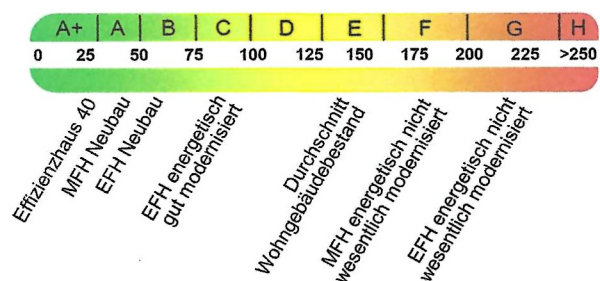 A+ A B C D E F G H
0 25 50 75 100 125 150 175 200 225 >250
Effizienzhaus 40
MFH Neubau
EFH Neubau
EFH energetisch
gut modernisiert
Durchschnitt
Wohngebäudebestand
MFH energetisch nicht
wesentlich modernisiert
EFH energetisch nicht
wesentlich modernisiert